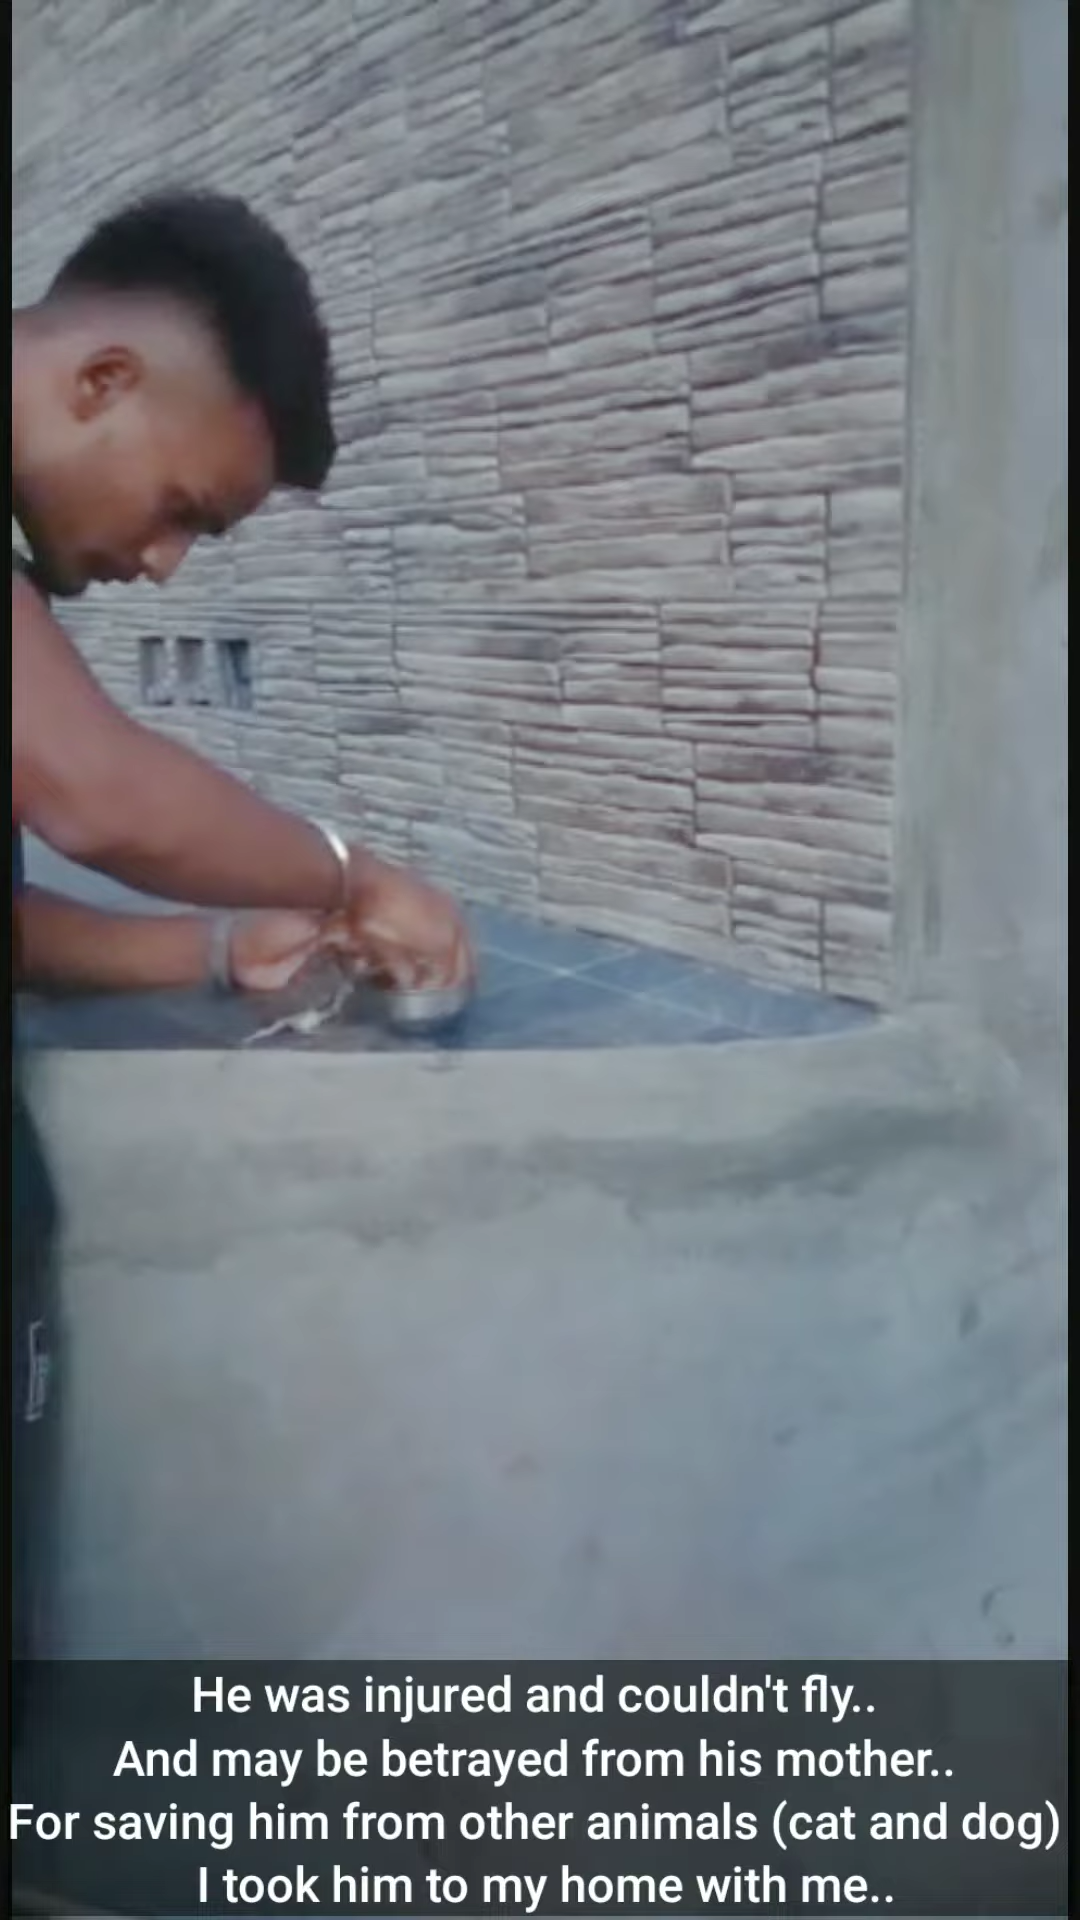 He was injured and couldn't fly..
And may be betrayed from his mother..
For saving him from other animals (cat and dog)
I took him to my home with me..